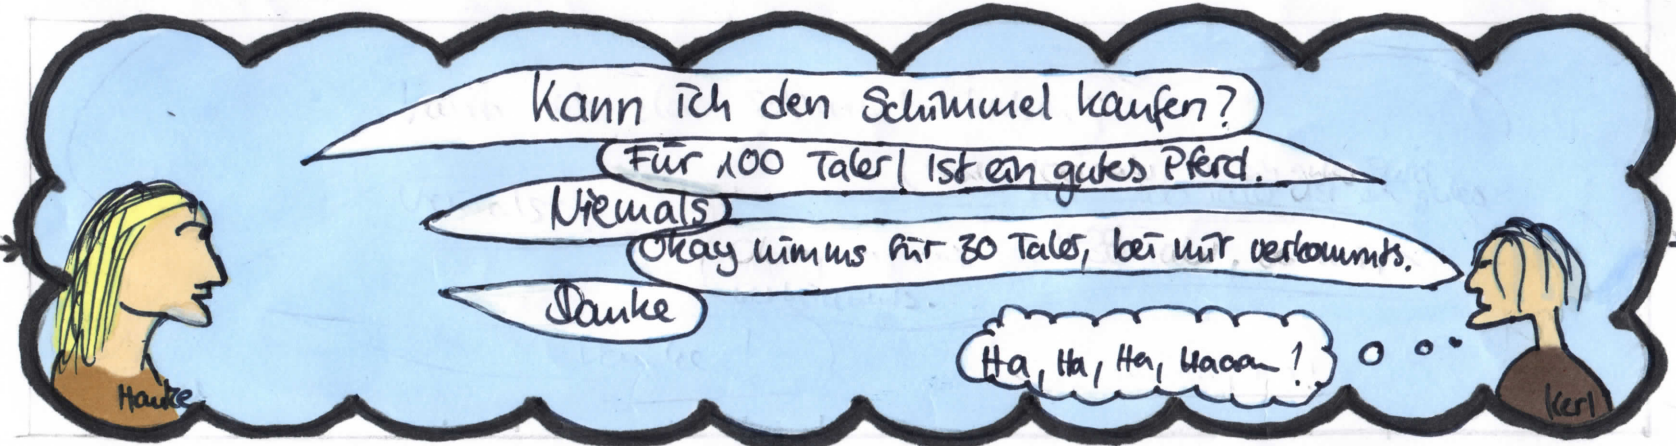 Kann ich den Schimmel kaufen?
Für 100 Taler! Ist ein gutes Pferd.
Niemals
Okay nimms für 30 Taler, bei mir verkommts.
Danke
Ha, Ha, Ha, Haaaa!
Hauke
Kerl